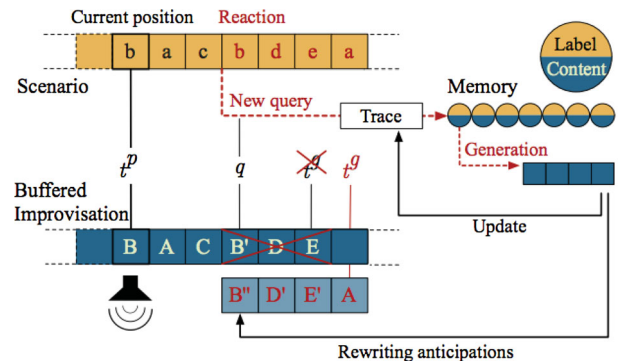 Current position
Reaction
b a c b d e a
Label
Content
Scenario
Memory
New query
Trace
Generation
t^p
q
t^g
t^g
Buffered
Improvisation
Update
B A C B' D E
B'' D' E' A
Rewriting anticipations